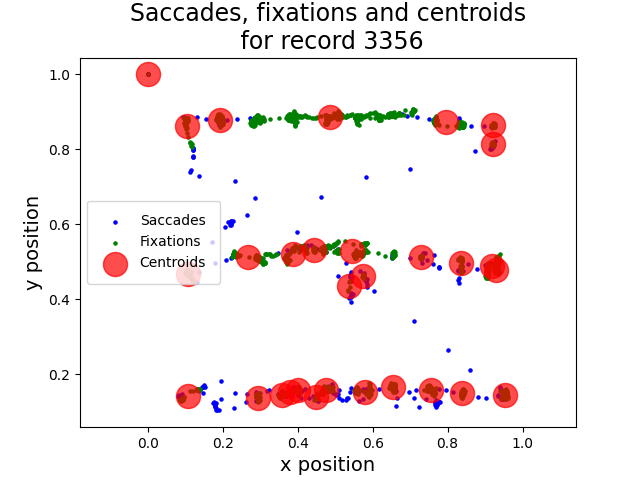 Saccades, fixations and centroids
for record 3356
1.0
0.8
0.6
0.4
0.2
y position
Saccades
Fixations
Centroids
0.0
0.2
0.4
0.6
0.8
1.0
x position